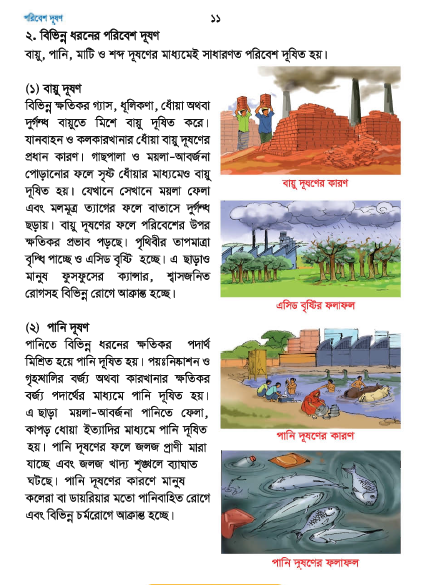 পরিবেশ দূষণ
১১
২. বিভিন্ন ধরনের পরিবেশ দূষণ
বায়ু, পানি, মাটি ও শব্দ দূষণের মাধ্যমেই সাধারণত পরিবেশ দূষিত হয়।
(১) বায়ু দূষণ
বিভিন্ন ক্ষতিকর গ্যাস, ধূলিকণা, ধোঁয়া অথবা
দুর্গন্ধ বায়ুতে মিশে বায়ু দূষিত করে।
যানবাহন ও কলকারখানার ধোঁয়া বায়ু দূষণের
প্রধান কারণ। গাছপালা ও ময়লা-আবর্জনা
পোড়ানোর ফলে সৃষ্ট ধোঁয়ার মাধ্যমেও বায়ু
দূষিত হয়। যেখানে সেখানে ময়লা ফেলা
এবং মলমূত্র ত্যাগের ফলে বাতাসে দুর্গন্ধ
ছড়ায়। বায়ু দূষণের ফলে পরিবেশের উপর
ক্ষতিকর প্রভাব পড়ছে। পৃথিবীর তাপমাত্রা
বৃদ্ধি পাচ্ছে ও এসিড বৃষ্টি হচ্ছে। এ ছাড়াও
মানুষ ফুসফুসের ক্যান্সার, শ্বাসজনিত
রোগসহ বিভিন্ন রোগে আক্রান্ত হচ্ছে।
বায়ু দূষণের কারণ
এসিড বৃষ্টির ফলাফল
(২) পানি দূষণ
পানিতে বিভিন্ন ধরনের ক্ষতিকর পদার্থ
মিশ্রিত হয়ে পানি দূষিত হয়। পয়ঃনিষ্কাশন ও
গৃহস্থালির বর্জ্য অথবা কারখানার ক্ষতিকর
বর্জ্য পদার্থের মাধ্যমে পানি দূষিত হয়।
এ ছাড়া ময়লা-আবর্জনা পানিতে ফেলা,
কাপড় ধোয়া ইত্যাদির মাধ্যমে পানি দূষিত
হয়। পানি দূষণের ফলে জলজ প্রাণী মারা
যাচ্ছে এবং জলজ খাদ্য শৃঙ্খলে ব্যাঘাত
ঘটছে। পানি দূষণের কারণে মানুষ
কলেরা বা ডায়রিয়ার মতো পানিবাহিত রোগে
এবং বিভিন্ন চর্মরোগে আক্রান্ত হচ্ছে।
পানি দূষণের কারণ
পানি দূষণের ফলাফল